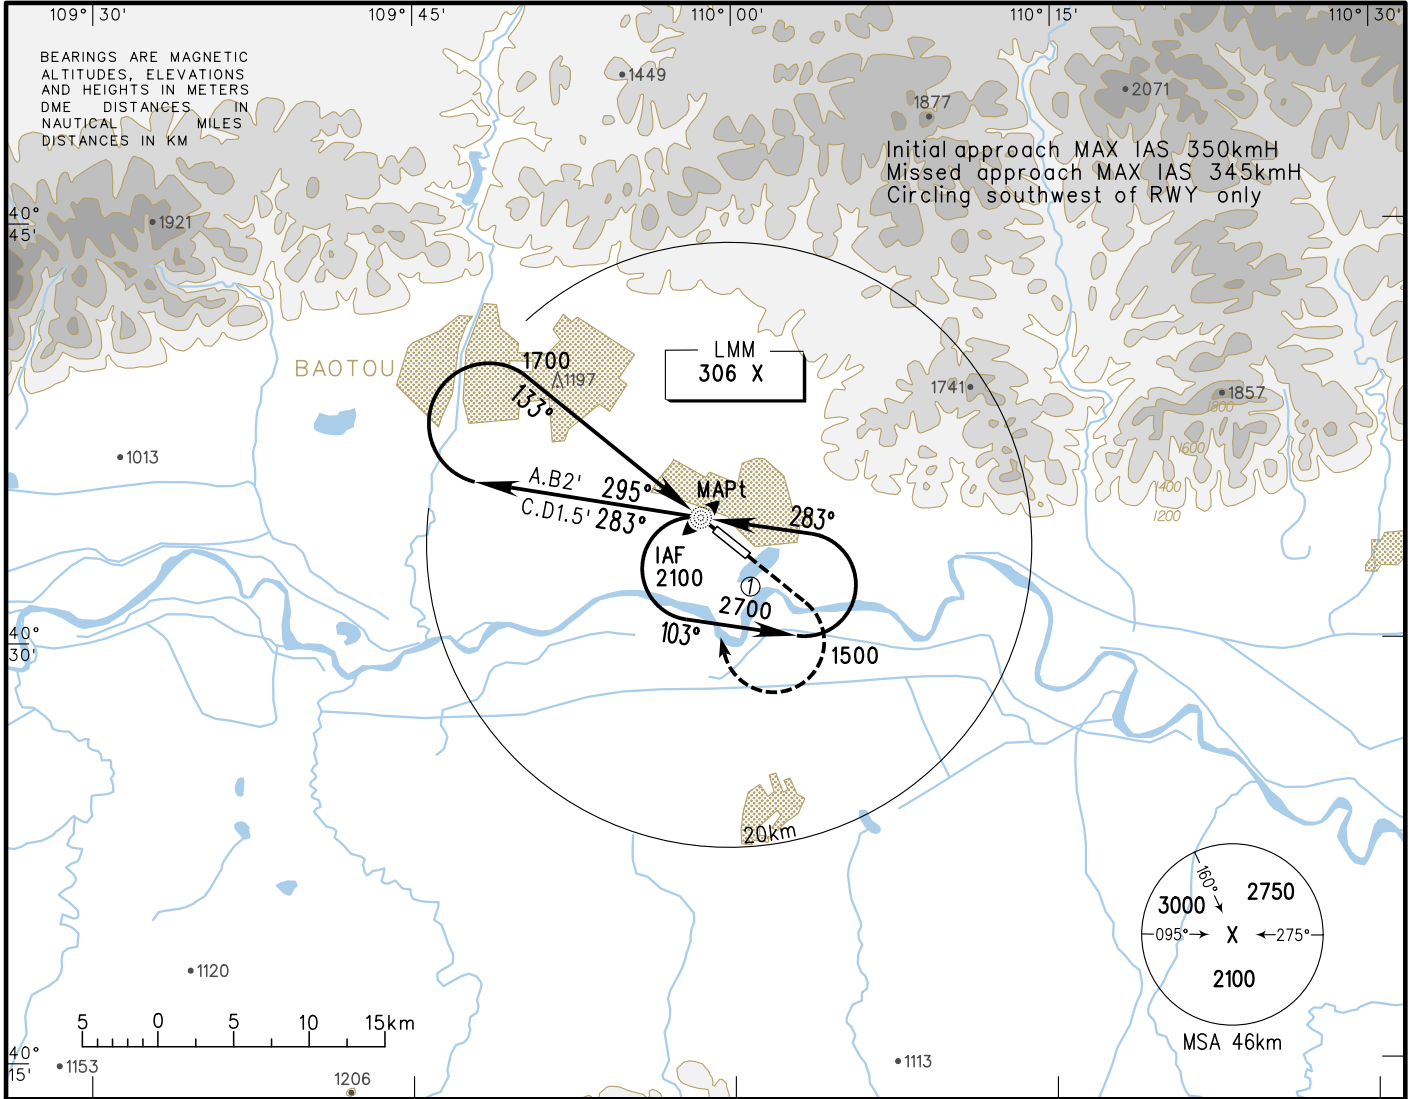 109° 30'
109° 45'
110° 00'
110° 15'
110° 30'
BEARINGS ARE MAGNETIC
ALTITUDES, ELEVATIONS
AND HEIGHTS IN METERS
DME DISTANCES IN
NAUTICAL MILES
DISTANCES IN KM
1449
1877
2071
Initial approach MAX IAS 350kmH
Missed approach MAX IAS 345kmH
Circling southwest of RWY only
40°
45'
1921
BAOTOU
1700
1197
133°
LMM
306 X
1741
1857
1800
1600
1400
1200
1013
A.B2' 295°
C.D1.5' 283°
MAPt
283°
IAF
2100
1
2700
103°
1500
40°
30'
20km
160°
3000
2750
095°
X
275°
2100
MSA 46km
1120
5 0 5 10 15km
40°
15'
1153
1206
1113